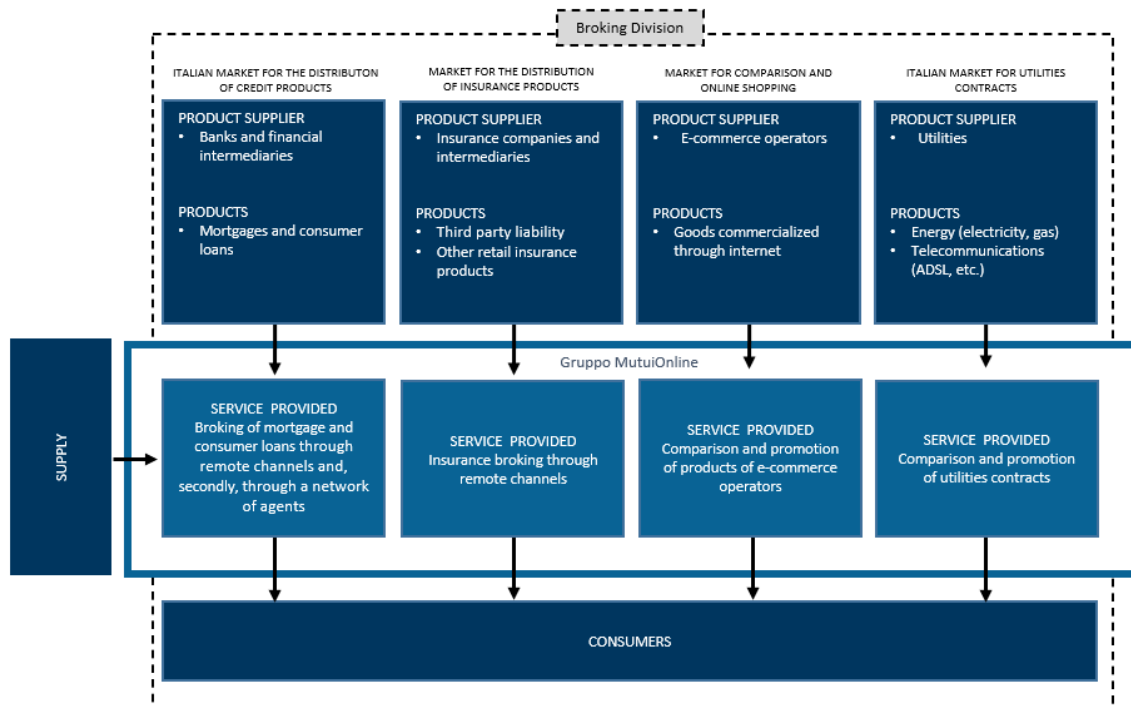 Broking Division
ITALIAN MARKET FOR THE DISTRIBUTON
OF CREDIT PRODUCTS
MARKET FOR THE DISTRIBUTION
OF INSURANCE PRODUCTS
MARKET FOR COMPARISON AND
ONLINE SHOPPING
ITALIAN MARKET FOR UTILITIES
CONTRACTS
PRODUCT SUPPLIER
• Banks and financial
intermediaries
PRODUCTS
• Mortgages and consumer
loans
PRODUCT SUPPLIER
• Insurance companies and
intermediaries
PRODUCTS
• Third party liability
• Other retail insurance
products
PRODUCT SUPPLIER
• E-commerce operators
PRODUCTS
• Goods commercialized
through internet
PRODUCT SUPPLIER
• Utilities
PRODUCTS
• Energy (electricity, gas)
• Telecommunications
(ADSL, etc.)
Gruppo MutuiOnline
SUPPLY
SERVICE PROVIDED
Broking of mortgage and
consumer loans through
remote channels and,
secondly, through a network
of agents
SERVICE PROVIDED
Insurance broking through
remote channels
SERVICE PROVIDED
Comparison and promotion
of products of e-commerce
operators
SERVICE PROVIDED
Comparison and promotion
of utilities contracts
CONSUMERS